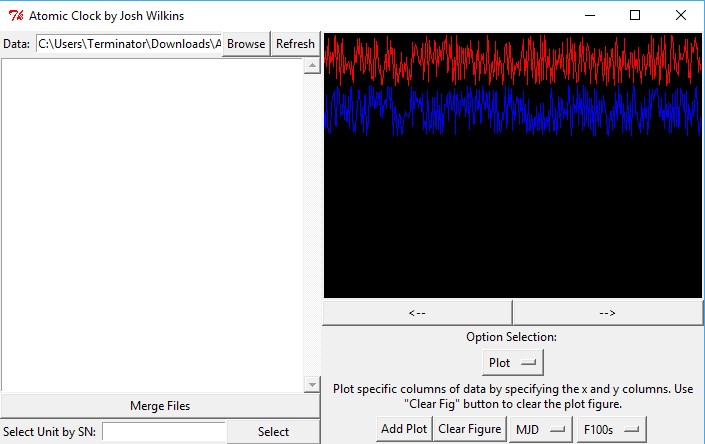 Atomic Clock by Josh Wilkins
Data: C:\Users\Terminator\Downloads\A Browse Refresh
<-- -->
Option Selection:
Plot
Plot specific columns of data by specifying the x and y columns. Use
"Clear Fig" button to clear the plot figure.
Merge Files
Add Plot Clear Figure MJD F100s
Select Unit by SN: Select